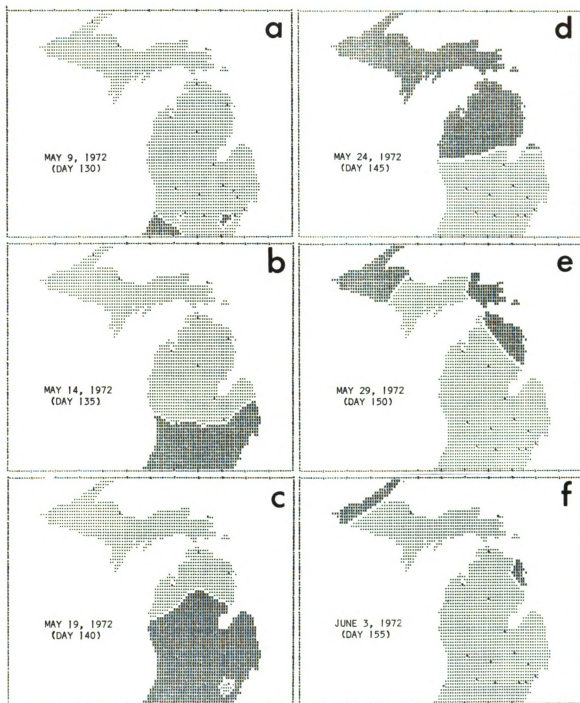 a
MAY 9, 1972
(DAY 130)
b
MAY 14, 1972
(DAY 135)
c
MAY 19, 1972
(DAY 140)
d
MAY 24, 1972
(DAY 145)
e
MAY 29, 1972
(DAY 150)
f
JUNE 3, 1972
(DAY 155)